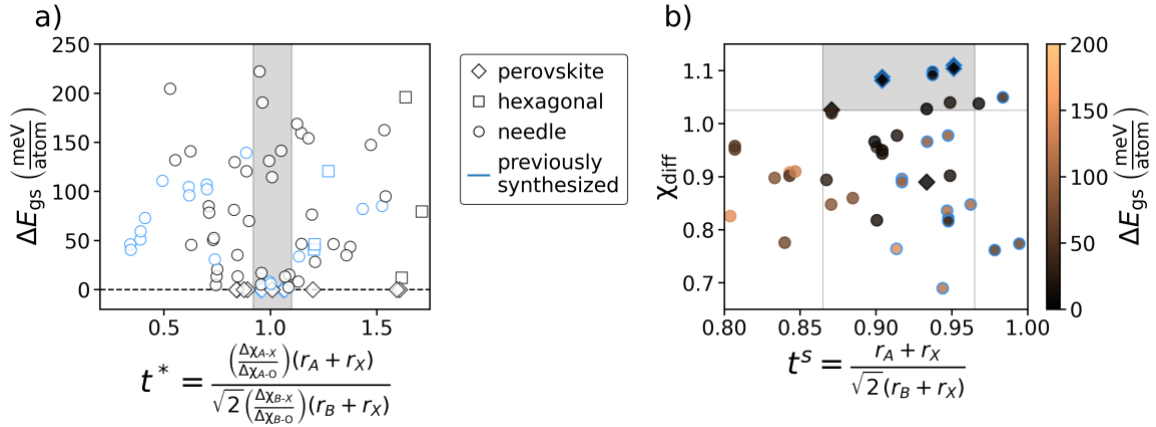 a)
250
200
150
100
50
0
ΔE_gs (meV/atom)
0.5
1.0
1.5
t* = (Δχ_A-X/Δχ_A-O)(r_A + r_X) / √2(Δχ_B-X/Δχ_B-O)(r_B + r_X)
perovskite
hexagonal
needle
previously
synthesized
b)
1.1
1.0
0.9
0.8
0.7
χ_diff
0.80
0.85
0.90
0.95
1.00
t^s = r_A + r_X / √2(r_B + r_X)
200
150
100
50
0
ΔE_gs (meV/atom)